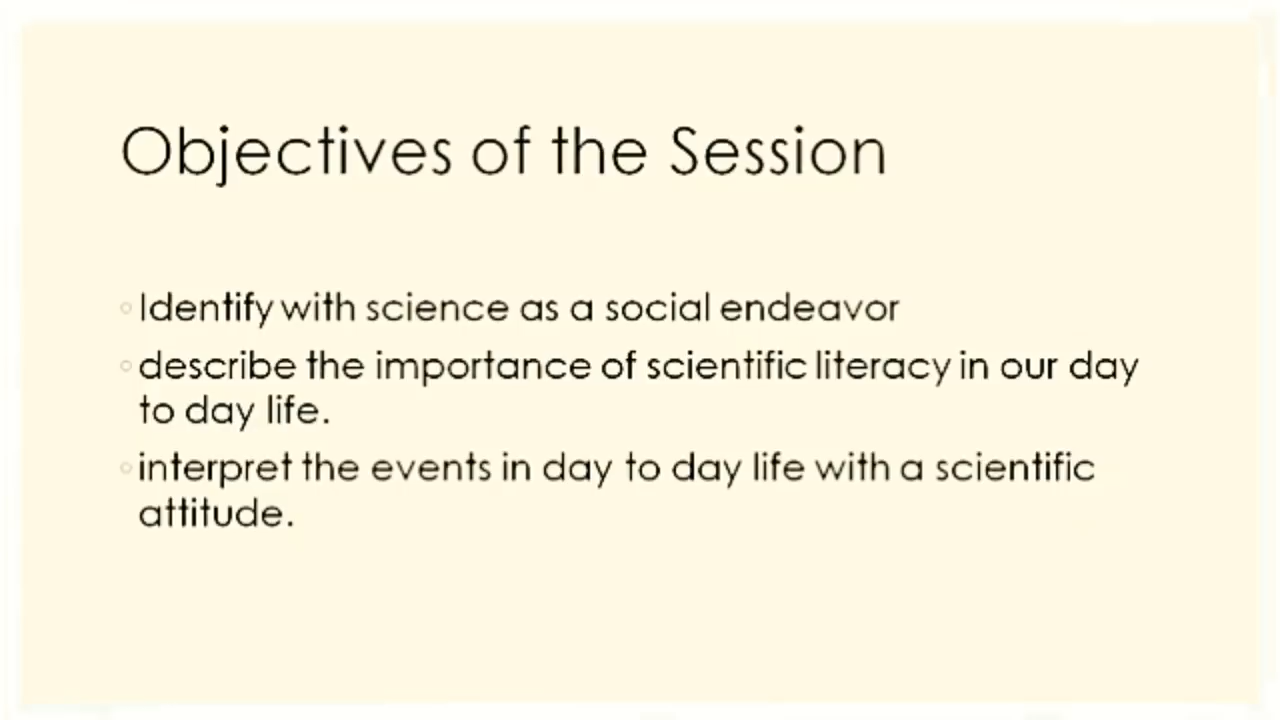 Objectives of the Session
◦Identify with science as a social endeavor
◦describe the importance of scientific literacy in our day
to day life.
◦interpret the events in day to day life with a scientific
attitude.